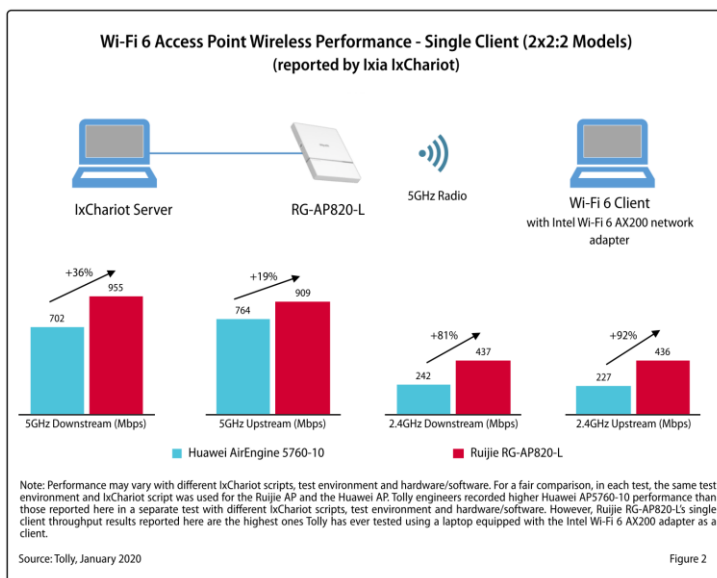 Wi-Fi 6 Access Point Wireless Performance - Single Client (2x2:2 Models)
(reported by Ixia IxChariot)
IxChariot Server
RG-AP820-L
5GHz Radio
Wi-Fi 6 Client
with Intel Wi-Fi 6 AX200 network
adapter
+36%
702
955
5GHz Downstream (Mbps)
+19%
764
909
5GHz Upstream (Mbps)
+81%
242
437
2.4GHz Downstream (Mbps)
+92%
227
436
2.4GHz Upstream (Mbps)
Huawei AirEngine 5760-10
Ruijie RG-AP820-L
Note: Performance may vary with different IxChariot scripts, test environment and hardware/software. For a fair comparison, in each test, the same test
environment and IxChariot script was used for the Ruijie AP and the Huawei AP. Tolly engineers recorded higher Huawei AP5760-10 performance than
those reported here in a separate test with different IxChariot scripts, test environment and hardware/software. However, Ruijie RG-AP820-L's single
client throughput results reported here are the highest ones Tolly has ever tested using a laptop equipped with the Intel Wi-Fi 6 AX200 adapter as a
client.
Source: Tolly, January 2020
Figure 2